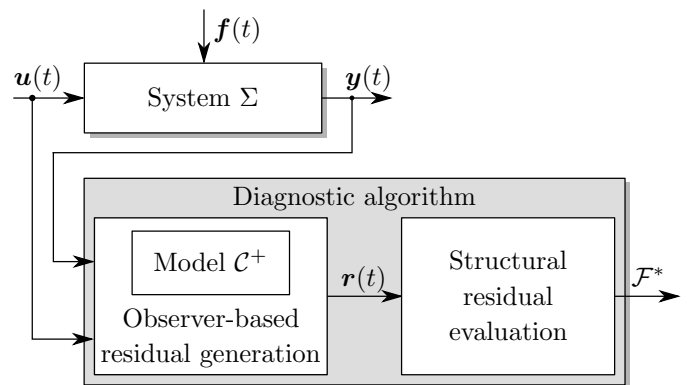 f(t)
u(t)
y(t)
System Σ
Diagnostic algorithm
Model C⁺
Observer-based
residual generation
r(t)
Structural
residual
evaluation
F*